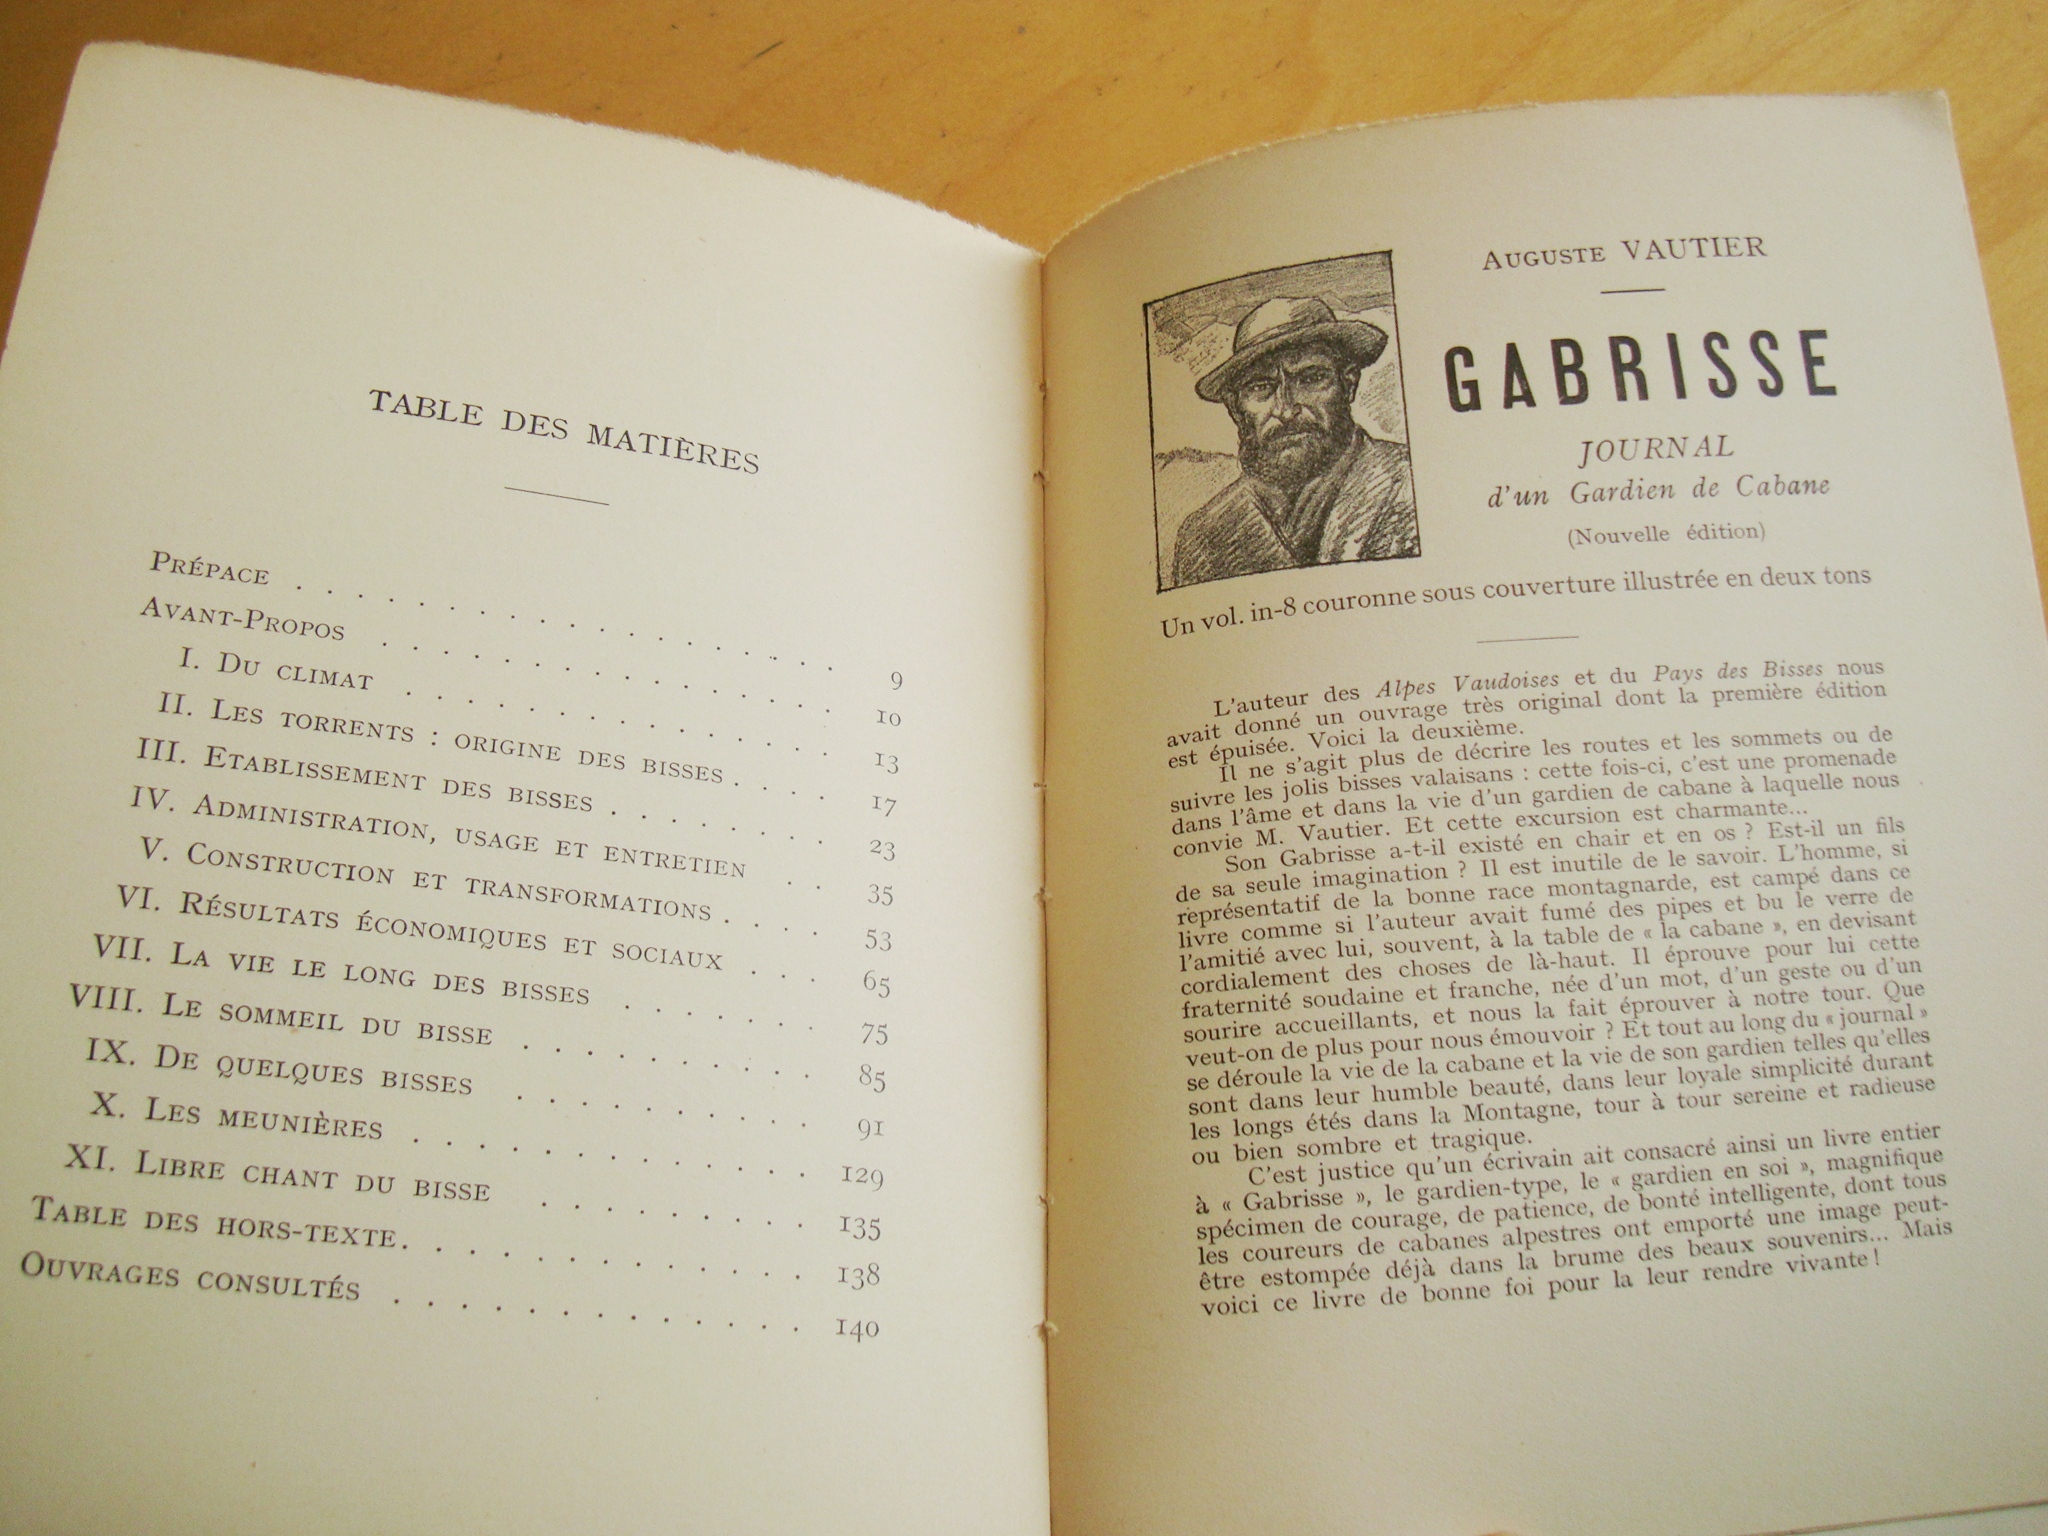 TABLE DES MATIÈRES
PRÉPACE . . . . . . . . . . . . . . 9
AVANT-PROPOS . . . . . . . . . . . . 10
I. DU CLIMAT . . . . . . . . . . . . 13
II. LES TORRENTS : ORIGINE DES BISSES . . . . 17
III. ETABLISSEMENT DES BISSES . . . . . . . 23
IV. ADMINISTRATION, USAGE ET ENTRETIEN . . 35
V. CONSTRUCTION ET TRANSFORMATIONS . . . . 53
VI. RÉSULTATS ÉCONOMIQUES ET SOCIAUX . . . 65
VII. LA VIE LE LONG DES BISSES . . . . . . . 75
VIII. LE SOMMEIL DU BISSE . . . . . . . . . 85
IX. DE QUELQUES BISSES . . . . . . . . . 91
X. LES MEUNIÈRES . . . . . . . . . . . . 129
XI. LIBRE CHANT DU BISSE . . . . . . . . . 135
TABLE DES HORS-TEXTE . . . . . . . . . . . . 138
OUVRAGES CONSULTÉS . . . . . . . . . . . . 140
AUGUSTE VAUTIER
GABRISSE
JOURNAL
d'un Gardien de Cabane
(Nouvelle édition)
Un vol. in-8 couronne sous couverture illustrée en deux tons
L'auteur des Alpes Vaudoises et du Pays des Bisses nous
avait donné un ouvrage très original dont la première édition
est épuisée. Voici la deuxième.
Il ne s'agit plus de décrire les routes et les sommets ou de
suivre les jolis bisses valaisans : cette fois-ci, c'est une promenade
dans l'âme et dans la vie d'un gardien de cabane à laquelle nous
convie M. Vautier. Et cette excursion est charmante...
Son Gabrisse a-t-il existé en chair et en os ? Est-il un fils
de sa seule imagination ? Il est inutile de le savoir. L'homme, si
représentatif de la bonne race montagnarde, est campé dans ce
livre comme si l'auteur avait fumé des pipes et bu le verre de
l'amitié avec lui, souvent, à la table de « la cabane », en devisant
cordialement des choses de là-haut. Il éprouve pour lui cette
fraternité soudaine et franche, née d'un mot, d'un geste ou d'un
sourire accueillants, et nous la fait éprouver à notre tour. Que
veut-on de plus pour nous émouvoir ? Et tout au long du « journal »
se déroule la vie de la cabane et la vie de son gardien telles qu'elles
sont dans leur humble beauté, dans leur loyale simplicité durant
les longs étés dans la Montagne, tour à tour sereine et radieuse
ou bien sombre et tragique.
C'est justice qu'un écrivain ait consacré ainsi un livre entier
à « Gabrisse », le gardien-type, le « gardien en soi », magnifique
spécimen de courage, de patience, de bonté intelligente, dont tous
les coureurs de cabanes alpestres ont emporté une image peut-
être estompée déjà dans la brume des beaux souvenirs... Mais
voici ce livre de bonne foi pour la leur rendre vivante !